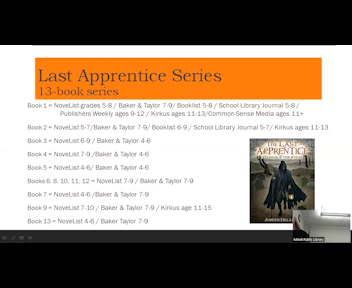 Last Apprentice Series
13-book series
Book 1 = NoveList grades 5-8 / Baker & Taylor 7-9/ Booklist 5-8 / School Library Journal 5-8 /
Publishers Weekly ages 9-12 / Kirkus ages 11-13/Common Sense Media ages 11+
Book 2 = NoveList 5-7/Baker & Taylor 7-9/ Booklist 6-9 / School Library Journal 5-7/ Kirkus ages 11-13
Book 3 = NoveList 6-9 / Baker & Taylor 4-6
Book 4 = NoveList 7-9/Baker & Taylor 4-6
Book 5 = NoveList 4-6/ Baker & Taylor 7-9
Books 6, 8, 10, 11, 12 = NoveList 7-9 / Baker & Taylor 7-9
Book 7 = NoveList 4-6/Baker & Taylor 7-9
Book 9 = NoveList 7-10 / Baker & Taylor 7-9 / Kirkus age 11-15
Book 13 = NoveList 4-6 / Baker Taylor 7-9
THE LAST
APPRENTICE
JOSEPH DELANEY